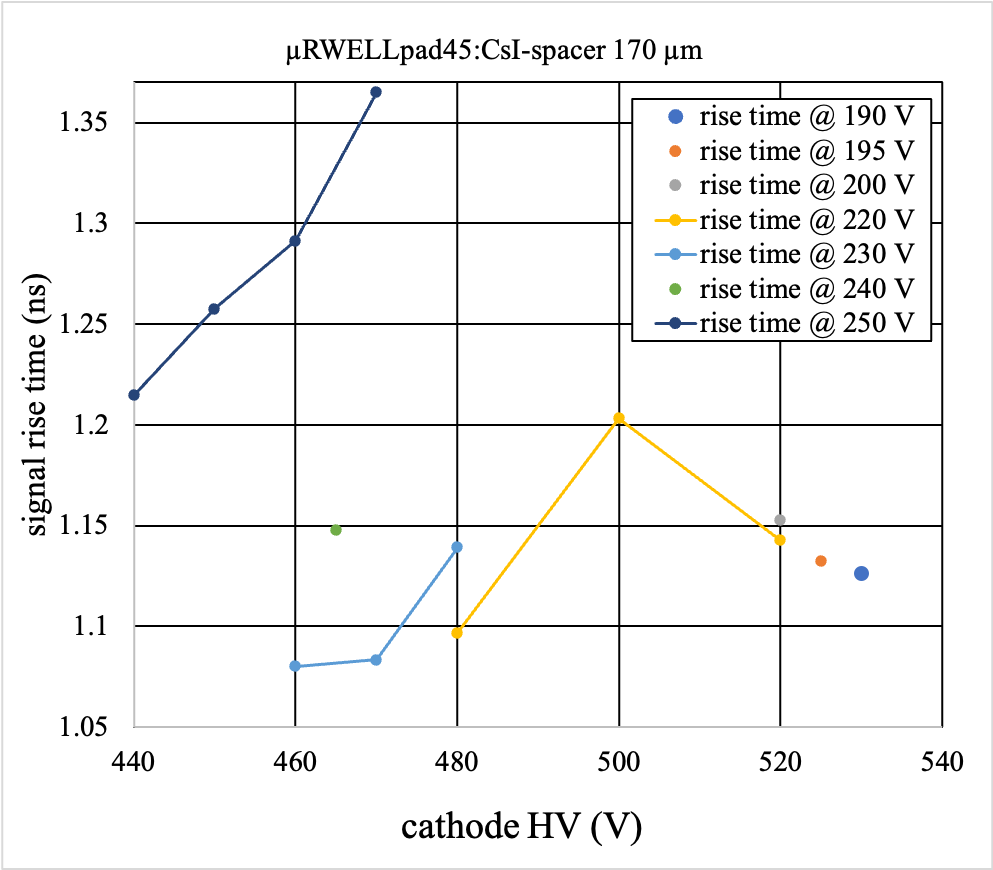 µRWELLpad45:CsI-spacer 170 µm
1.35
1.3
1.25
1.2
1.15
1.1
1.05
signal rise time (ns)
rise time @ 190 V
rise time @ 195 V
rise time @ 200 V
rise time @ 220 V
rise time @ 230 V
rise time @ 240 V
rise time @ 250 V
440 460 480 500 520 540
cathode HV (V)